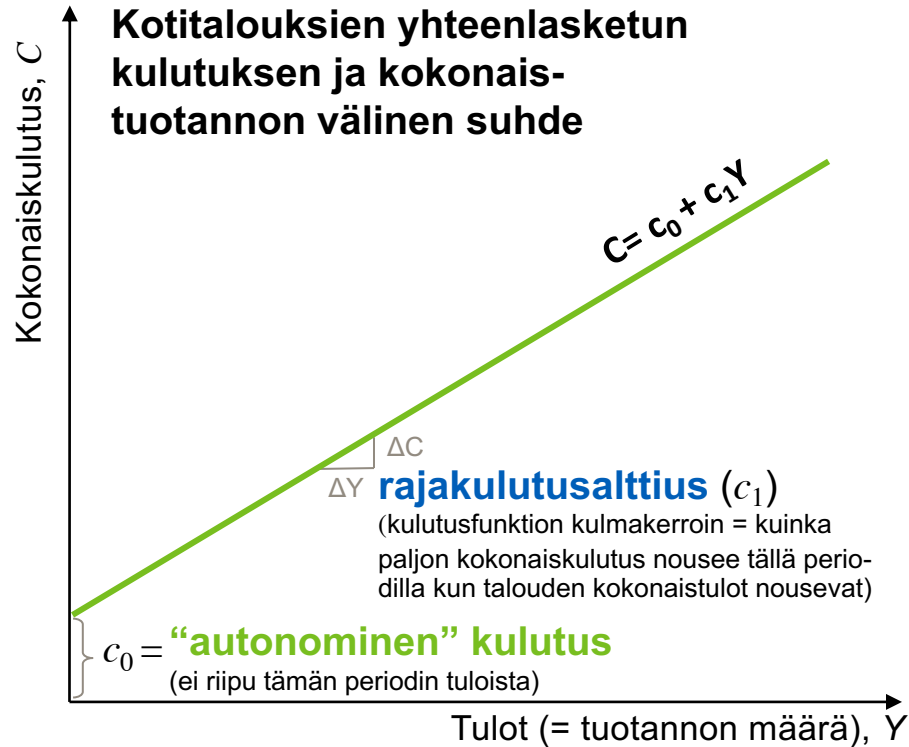 Kotitalouksien yhteenlasketun
kulutuksen ja kokonais-
tuotannon välinen suhde
Kokonaiskulutus, C
C= c₀ + c₁Y
ΔC
ΔY
rajakulutusalttius (c₁)
(kulutusfunktion kulmakerroin = kuinka
paljon kokonaiskulutus nousee tällä perio-
dilla kun talouden kokonaistulot nousevat)
c₀ = “autonominen” kulutus
(ei riipu tämän periodin tuloista)
Tulot (= tuotannon määrä), Y